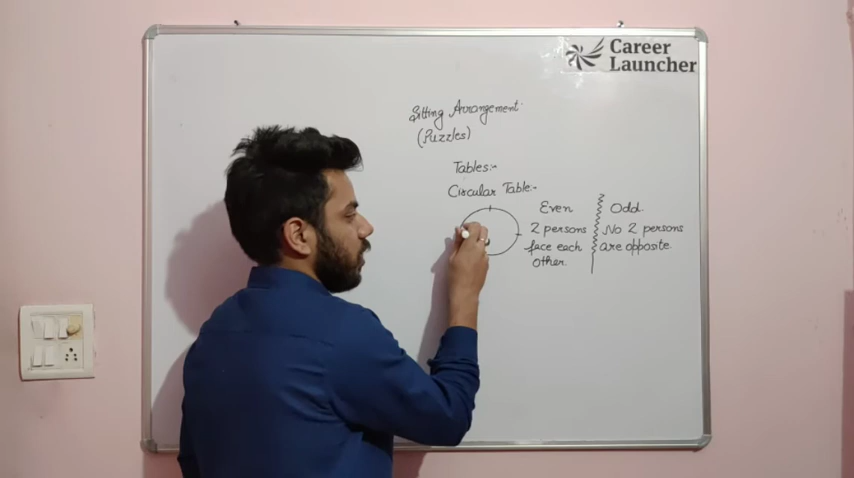 Career
Launcher
Sitting Arrangement
(Puzzles)
Tables:-
Circular Table:-
Even
2 persons
face each
other.
Odd
No 2 persons
are opposite.